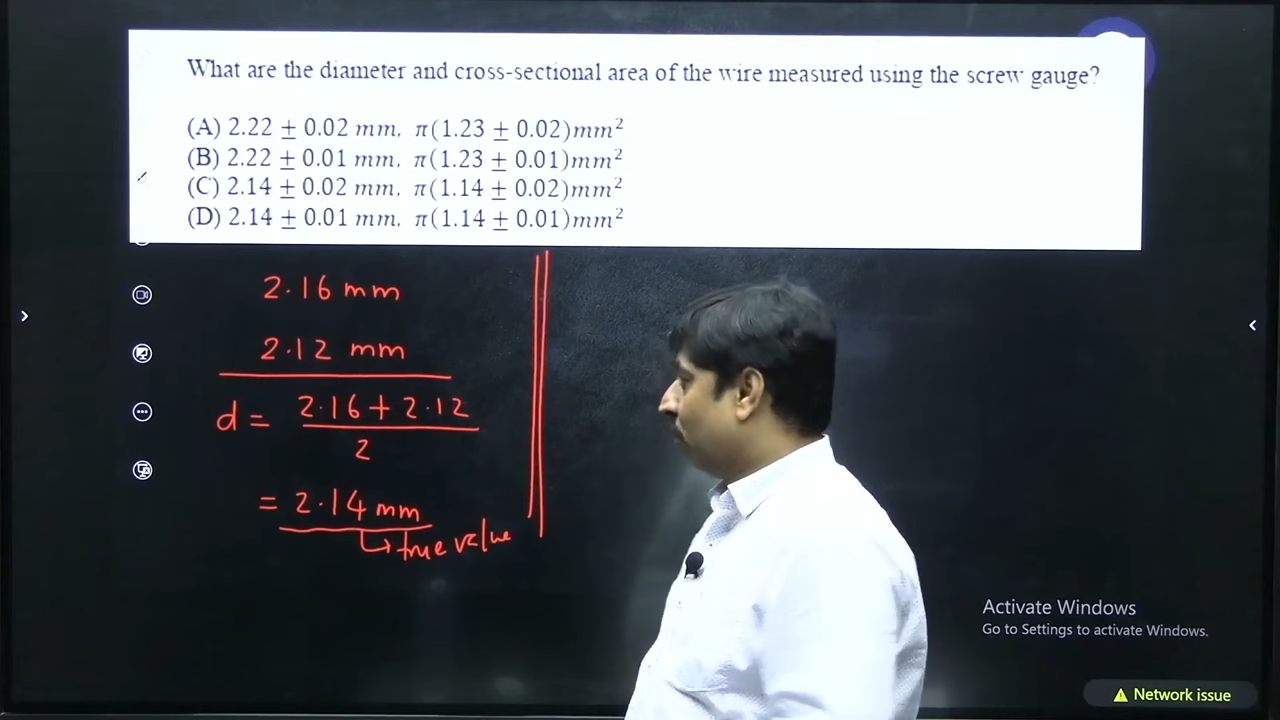 What are the diameter and cross-sectional area of the wire measured using the screw gauge?
(A) 2.22 ± 0.02 mm, π(1.23 ± 0.02)mm²
(B) 2.22 ± 0.01 mm, π(1.23 ± 0.01)mm²
(C) 2.14 ± 0.02 mm, π(1.14 ± 0.02)mm²
(D) 2.14 ± 0.01 mm, π(1.14 ± 0.01)mm²
2.16 mm
2.12 mm
d = 2.16 + 2.12
2
= 2.14 mm
↳ true value
Activate Windows
Go to Settings to activate Windows.
Network issue